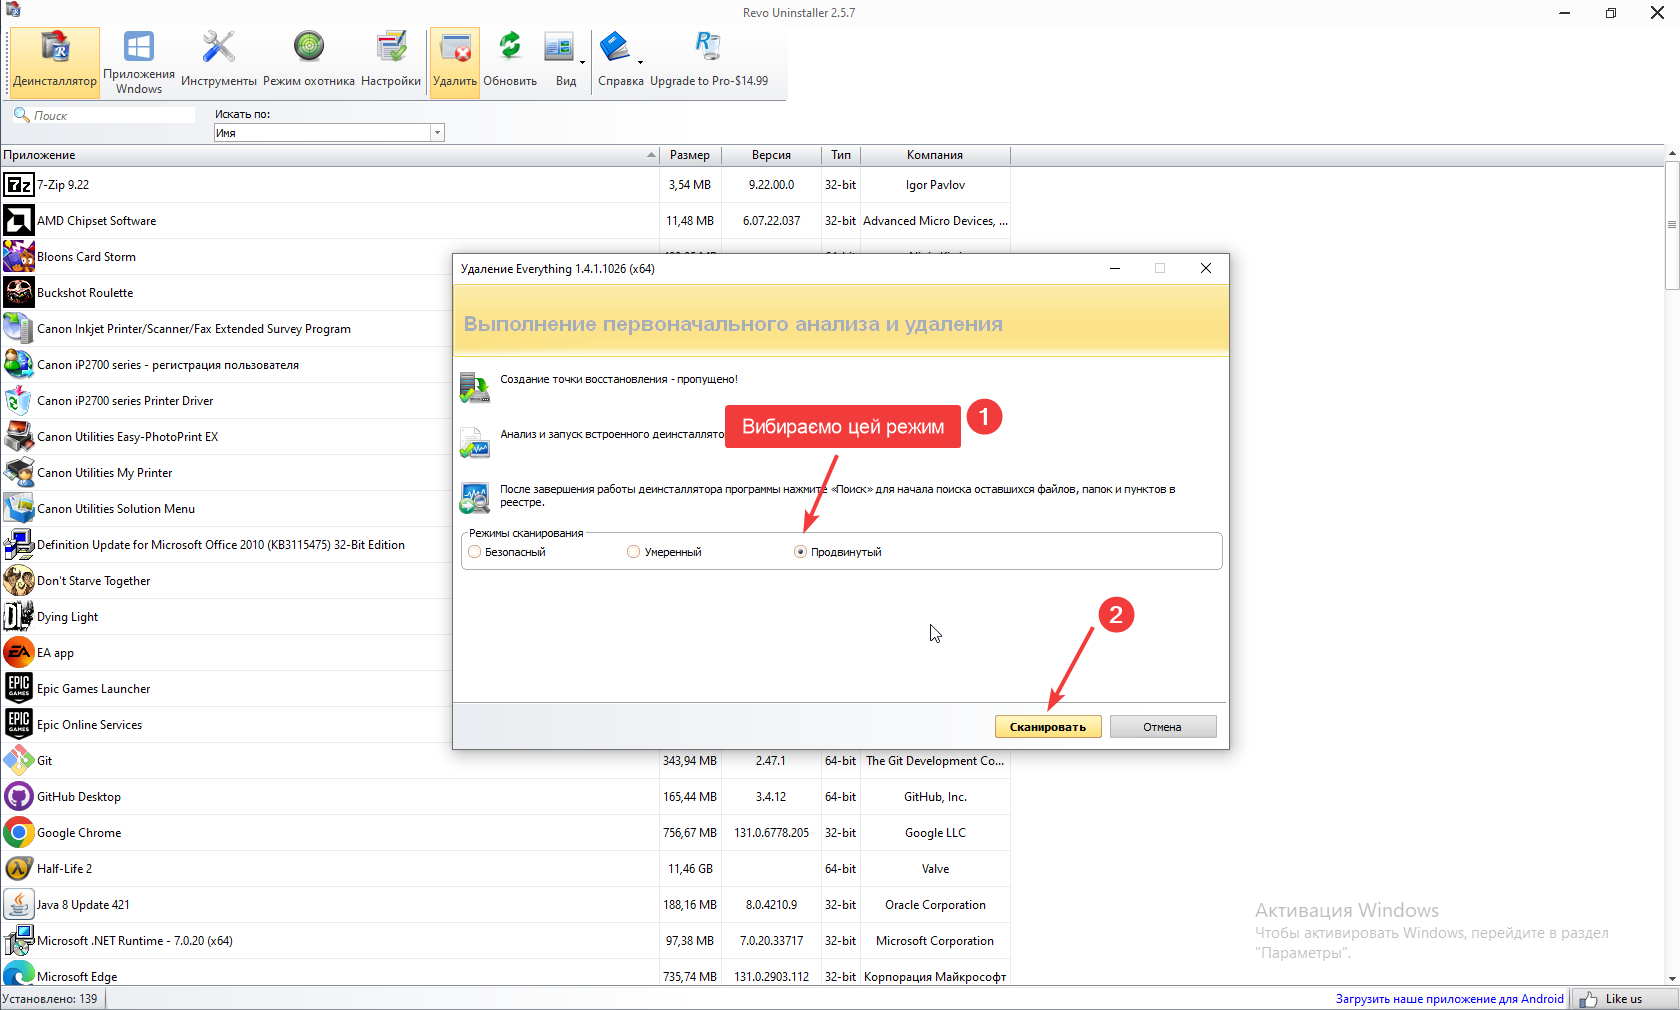 Revo Uninstaller 2.5.7
Деинсталлятор
Приложения Windows
Инструменты
Режим охотника
Настройки
Удалить
Обновить
Вид
Справка
Upgrade to Pro-$14.99
Поиск
Искать по:
Имя
Приложение Размер Версия Тип Компания
7-Zip 9.22 3,54 MB 9.22.00.0 32-bit Igor Pavlov
AMD Chipset Software 11,48 MB 6.07.22.037 32-bit Advanced Micro Devices, ...
Bloons Card Storm
Buckshot Roulette
Canon Inkjet Printer/Scanner/Fax Extended Survey Program
Canon iP2700 series - регистрация пользователя
Canon iP2700 series Printer Driver
Canon Utilities Easy-PhotoPrint EX
Canon Utilities My Printer
Canon Utilities Solution Menu
Definition Update for Microsoft Office 2010 (KB3115475) 32-Bit Edition
Don't Starve Together
Dying Light
EA app
Epic Games Launcher
Epic Online Services
Удаление Everything 1.4.1.1026 (x64)
Выполнение первоначального анализа и удаления
Создание точки восстановления - пропущено!
Анализ и запуск встроенного деинсталлято
Вибираємо цей режим
1
После завершения работы деинсталлятора программы нажмите «Поиск» для начала поиска оставшихся файлов, папок и пунктов в
реестре.
Режимы сканирования
Безопасный Умеренный Продвинутый
2
Сканировать Отмена
Git 343,94 MB 2.47.1 64-bit The Git Development Co...
GitHub Desktop 165,44 MB 3.4.12 64-bit GitHub, Inc.
Google Chrome 756,67 MB 131.0.6778.205 32-bit Google LLC
Half-Life 2 11,46 GB 64-bit Valve
Java 8 Update 421 188,16 MB 8.0.4210.9 32-bit Oracle Corporation
Microsoft .NET Runtime - 7.0.20 (x64) 97,38 MB 7.0.20.33717 32-bit Microsoft Corporation
Microsoft Edge 735,74 MB 131.0.2903.112 32-bit Корпорация Майкрософт
Активация Windows
Чтобы активировать Windows, перейдите в раздел
"Параметры".
Установлено: 139
Загрузить наше приложение для Android
Like us